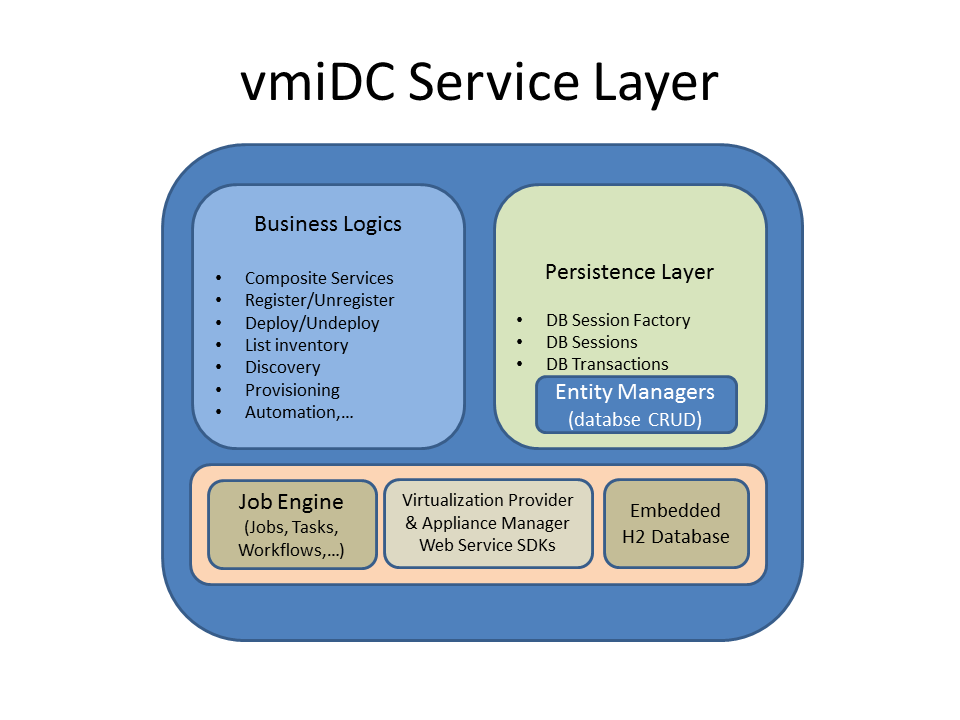 vmiDC Service Layer
Business Logics
• Composite Services
• Register/Unregister
• Deploy/Undeploy
• List inventory
• Discovery
• Provisioning
• Automation,...
Persistence Layer
• DB Session Factory
• DB Sessions
• DB Transactions
Entity Managers
(databse CRUD)
Job Engine
(Jobs, Tasks,
Workflows,...)
Virtualization Provider
& Appliance Manager
Web Service SDKs
Embedded
H2 Database